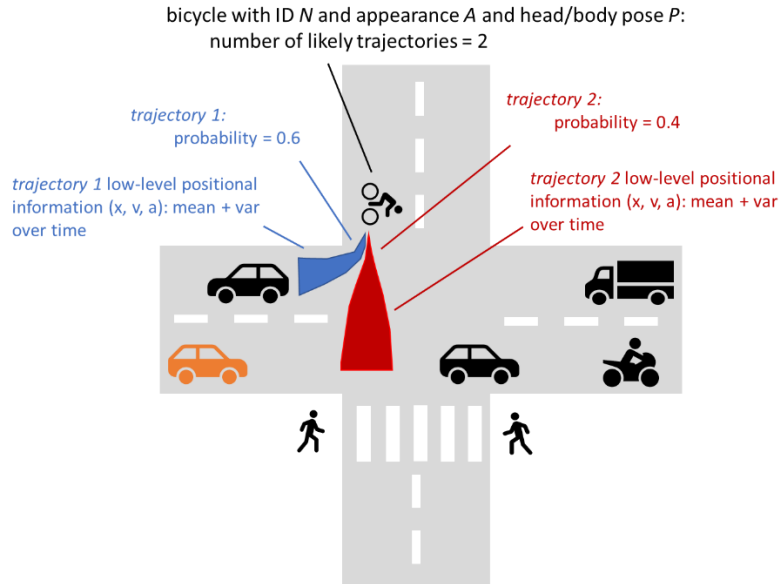 bicycle with ID N and appearance A and head/body pose P:
number of likely trajectories = 2
trajectory 1:
probability = 0.6
trajectory 2:
probability = 0.4
trajectory 1 low-level positional
information (x, v, a): mean + var
over time
trajectory 2 low-level positional
information (x, v, a): mean + var
over time